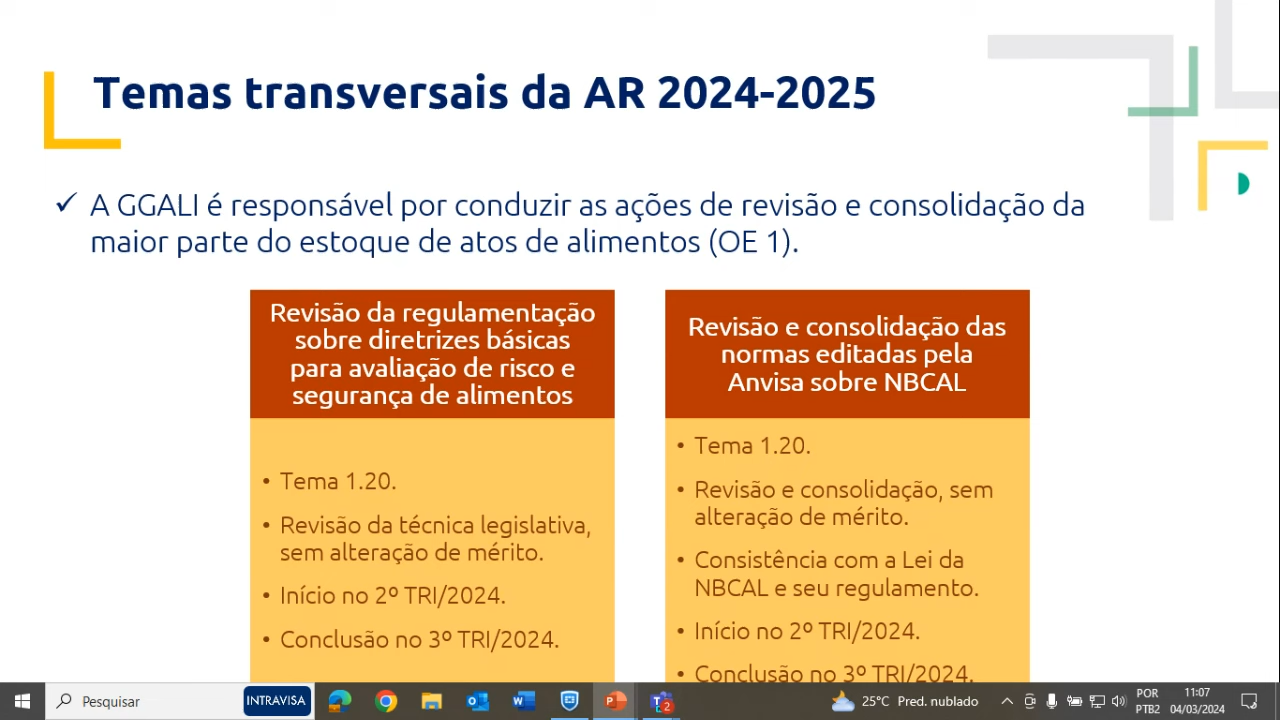 Temas transversais da AR 2024-2025
✓ A GGALI é responsável por conduzir as ações de revisão e consolidação da
maior parte do estoque de atos de alimentos (OE 1).
Revisão da regulamentação
sobre diretrizes básicas
para avaliação de risco e
segurança de alimentos
• Tema 1.20.
• Revisão da técnica legislativa,
sem alteração de mérito.
• Início no 2º TRI/2024.
• Conclusão no 3º TRI/2024.
Revisão e consolidação das
normas editadas pela
Anvisa sobre NBCAL
• Tema 1.20.
• Revisão e consolidação, sem
alteração de mérito.
• Consistência com a Lei da
NBCAL e seu regulamento.
• Início no 2º TRI/2024.
• Conclusão no 3º TRI/2024.
Pesquisar
INTRAVISA
2
25°C Pred. nublado
POR
PTB2
11:07
04/03/2024